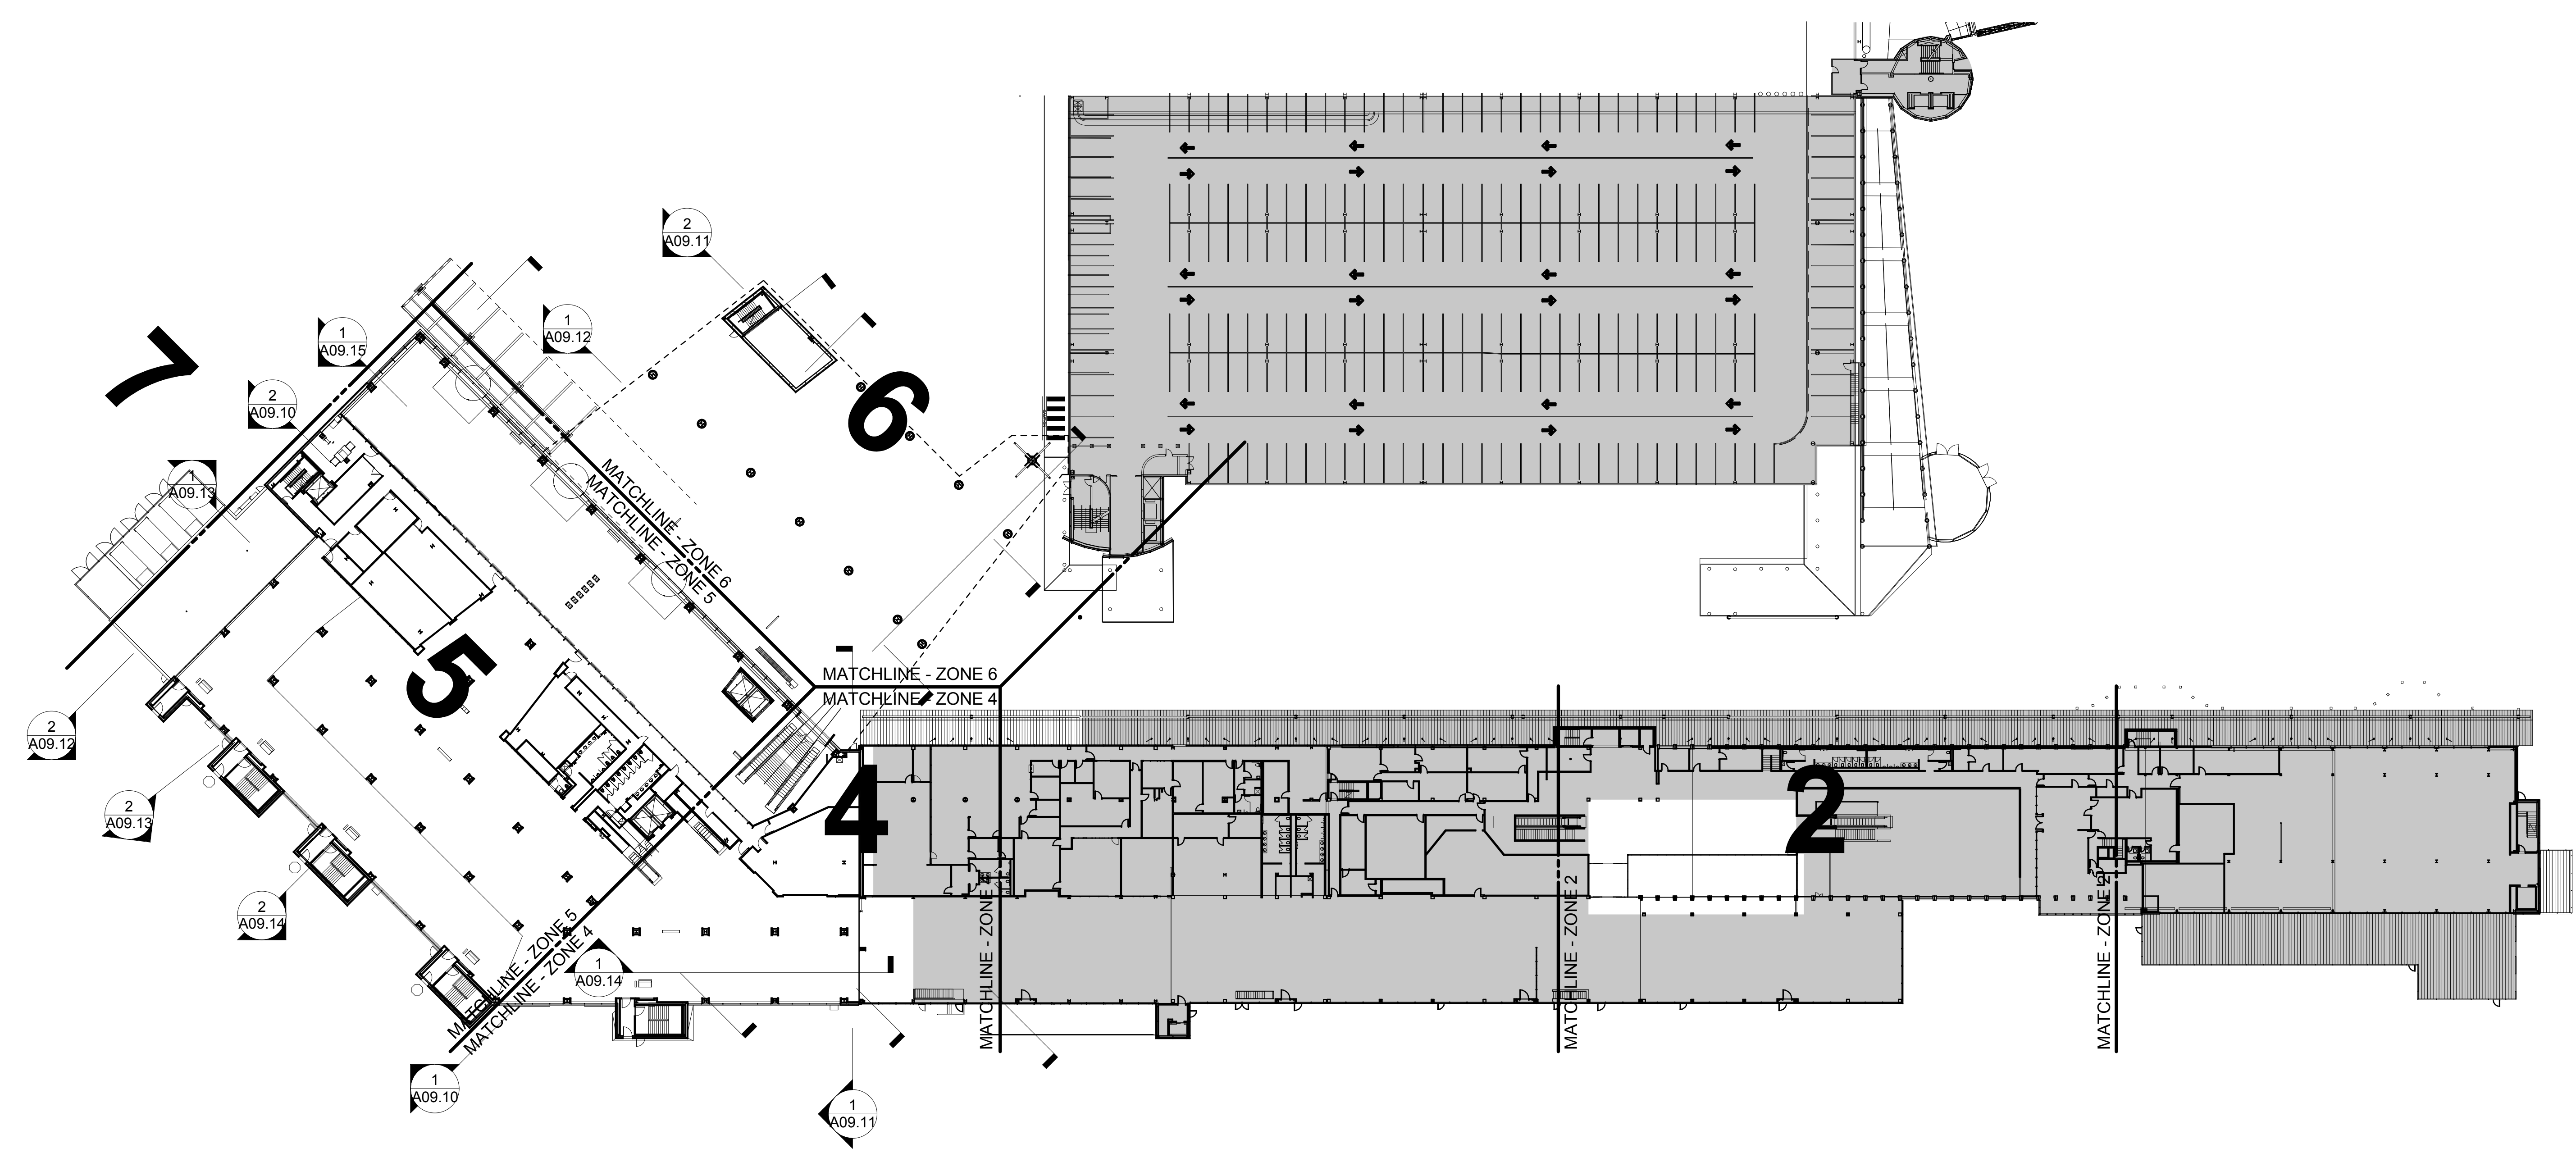 2
A09.11
1
A09.12
1
A09.15
7
2
A09.10
6
1
A09.13
MATCHLINE - ZONE 6
MATCHLINE - ZONE 5
5
MATCHLINE - ZONE 6
MATCHLINE - ZONE 4
2
A09.12
4
2
2
A09.13
2
A09.14
MATCHLINE - ZONE 5
MATCHLINE - ZONE 4
1
A09.14
MATCHLINE - ZONE 4
MATCHLINE - ZONE 2
MATCHLINE - ZONE 2
1
A09.10
1
A09.11